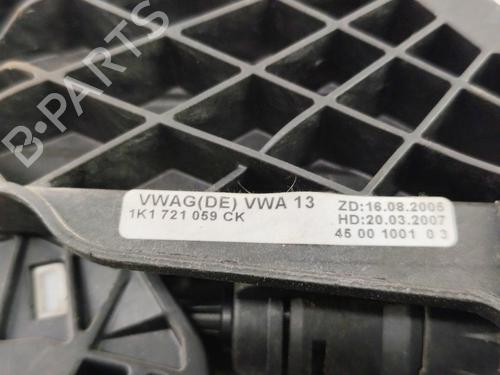 B-PARTS
VWAG(DE) VWA 13 ZD:16.08.2005
1K1 721 059 CK HD:20.03.2007
45 00 1001 0 3